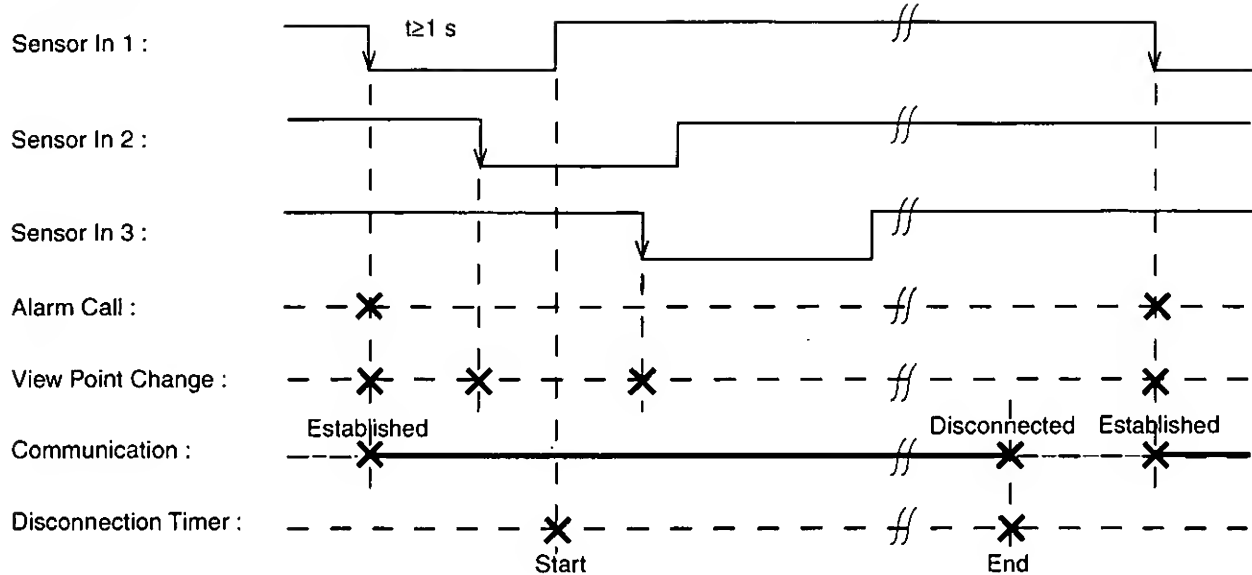 Sensor In 1 :
t≥1 s
Sensor In 2 :
Sensor In 3 :
Alarm Call :
View Point Change :
Established
Disconnected
Established
Communication :
Disconnection Timer :
Start
End